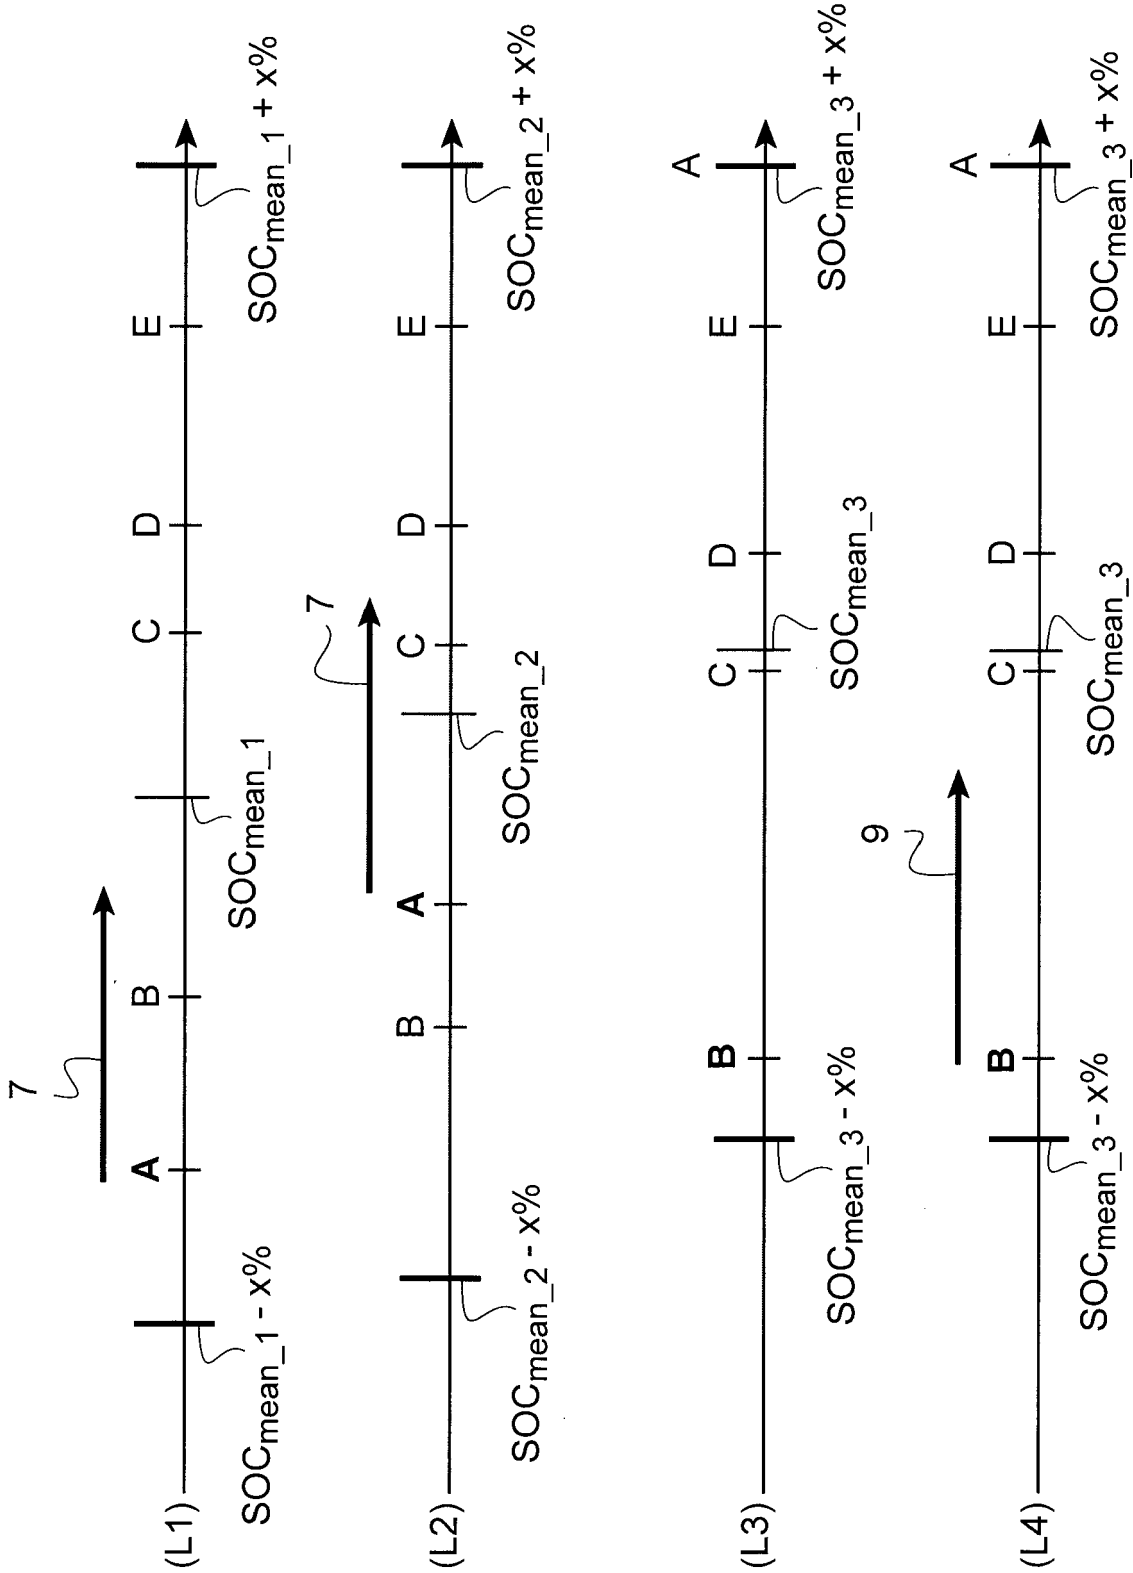 7
A B C D E
(L1)
SOCmean_1 - x% SOCmean_1 SOCmean_1 + x%
7
B A C D E
(L2)
SOCmean_2 - x% SOCmean_2 SOCmean_2 + x%
B C D E A
(L3)
SOCmean_3 - x% SOCmean_3 SOCmean_3 + x%
9
B C D E A
(L4)
SOCmean_3 - x% SOCmean_3 SOCmean_3 + x%